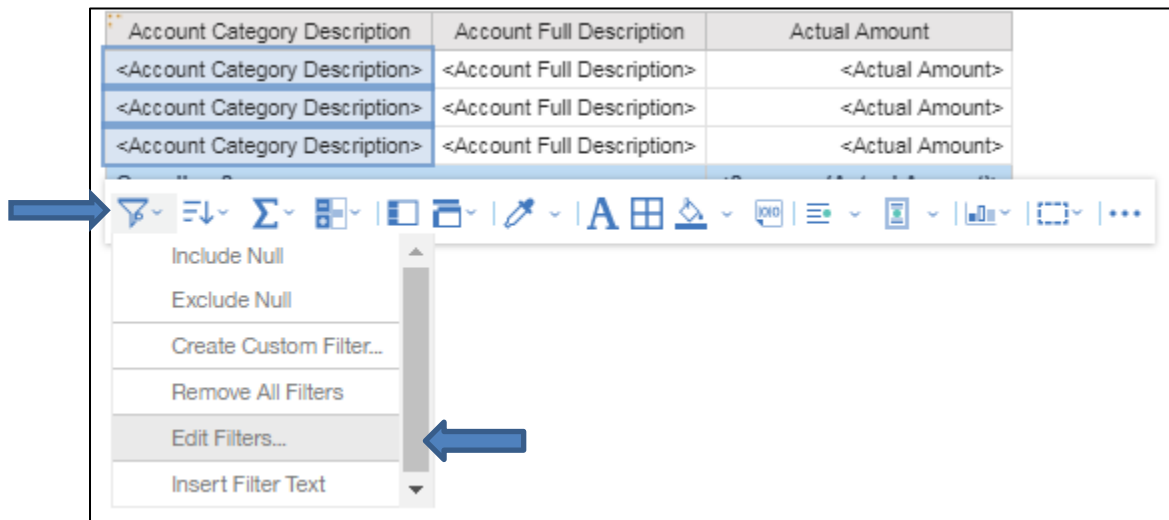 Account Category Description Account Full Description Actual Amount
<Account Category Description> <Account Full Description> <Actual Amount>
<Account Category Description> <Account Full Description> <Actual Amount>
<Account Category Description> <Account Full Description> <Actual Amount>
Include Null
Exclude Null
Create Custom Filter...
Remove All Filters
Edit Filters...
Insert Filter Text